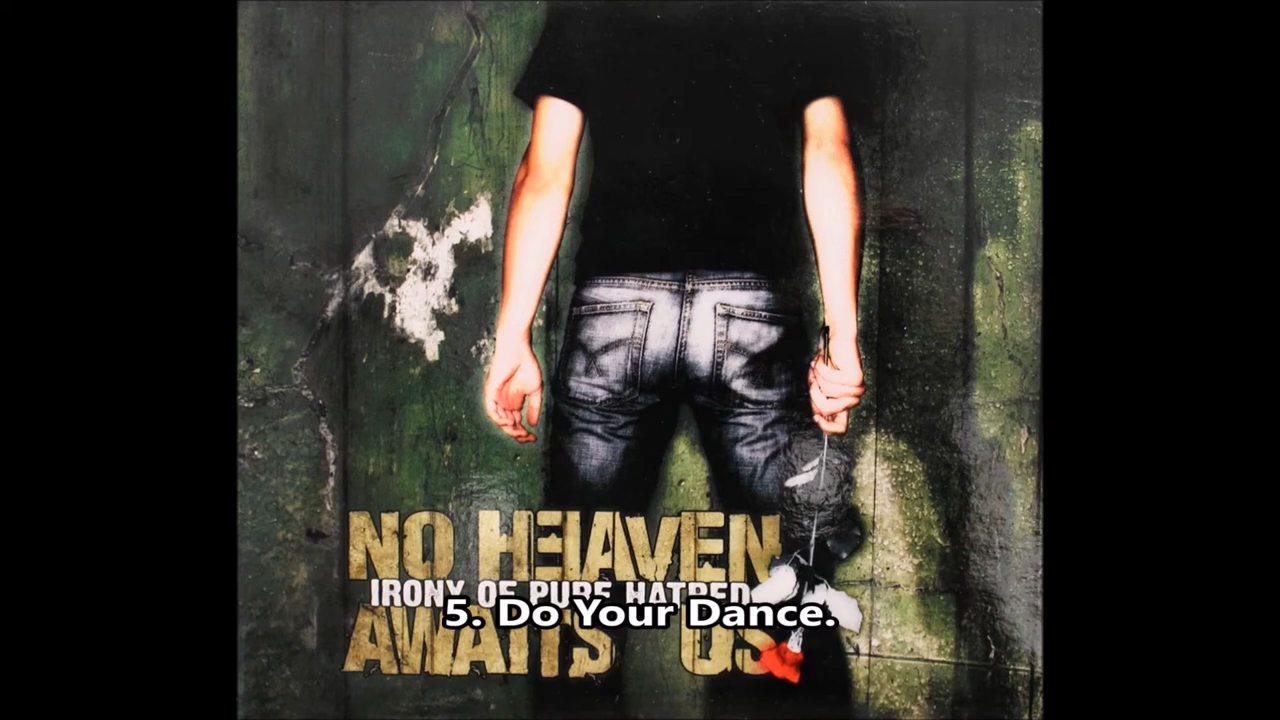 NO HEAVEN
IRONY OF PURE HATRED
5. Do Your Dance.
AWAITS US